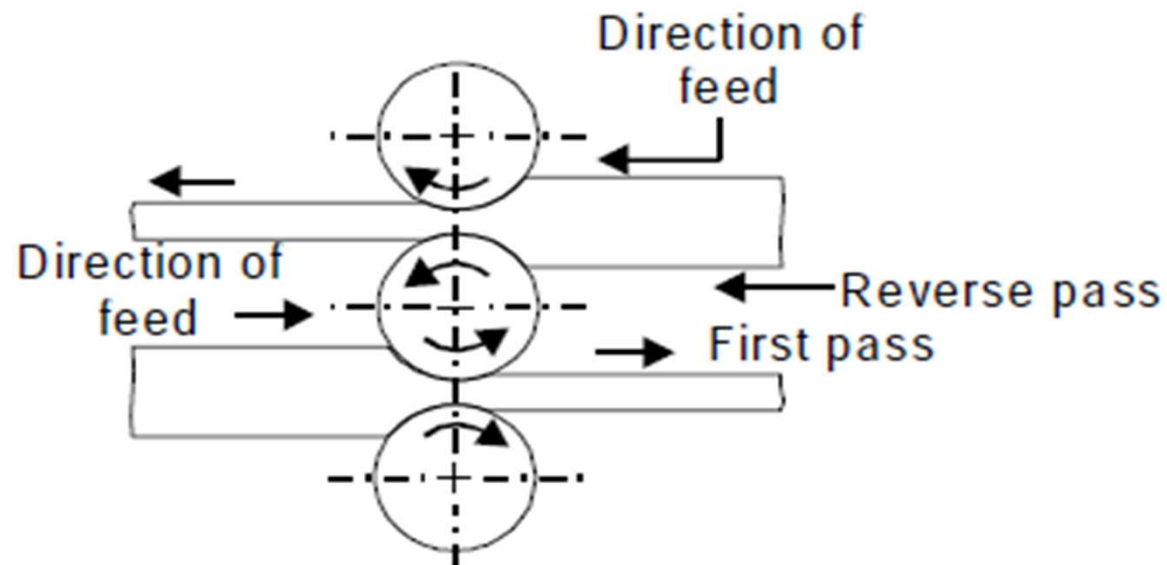 Direction of
feed
Direction of
feed
Reverse pass
First pass